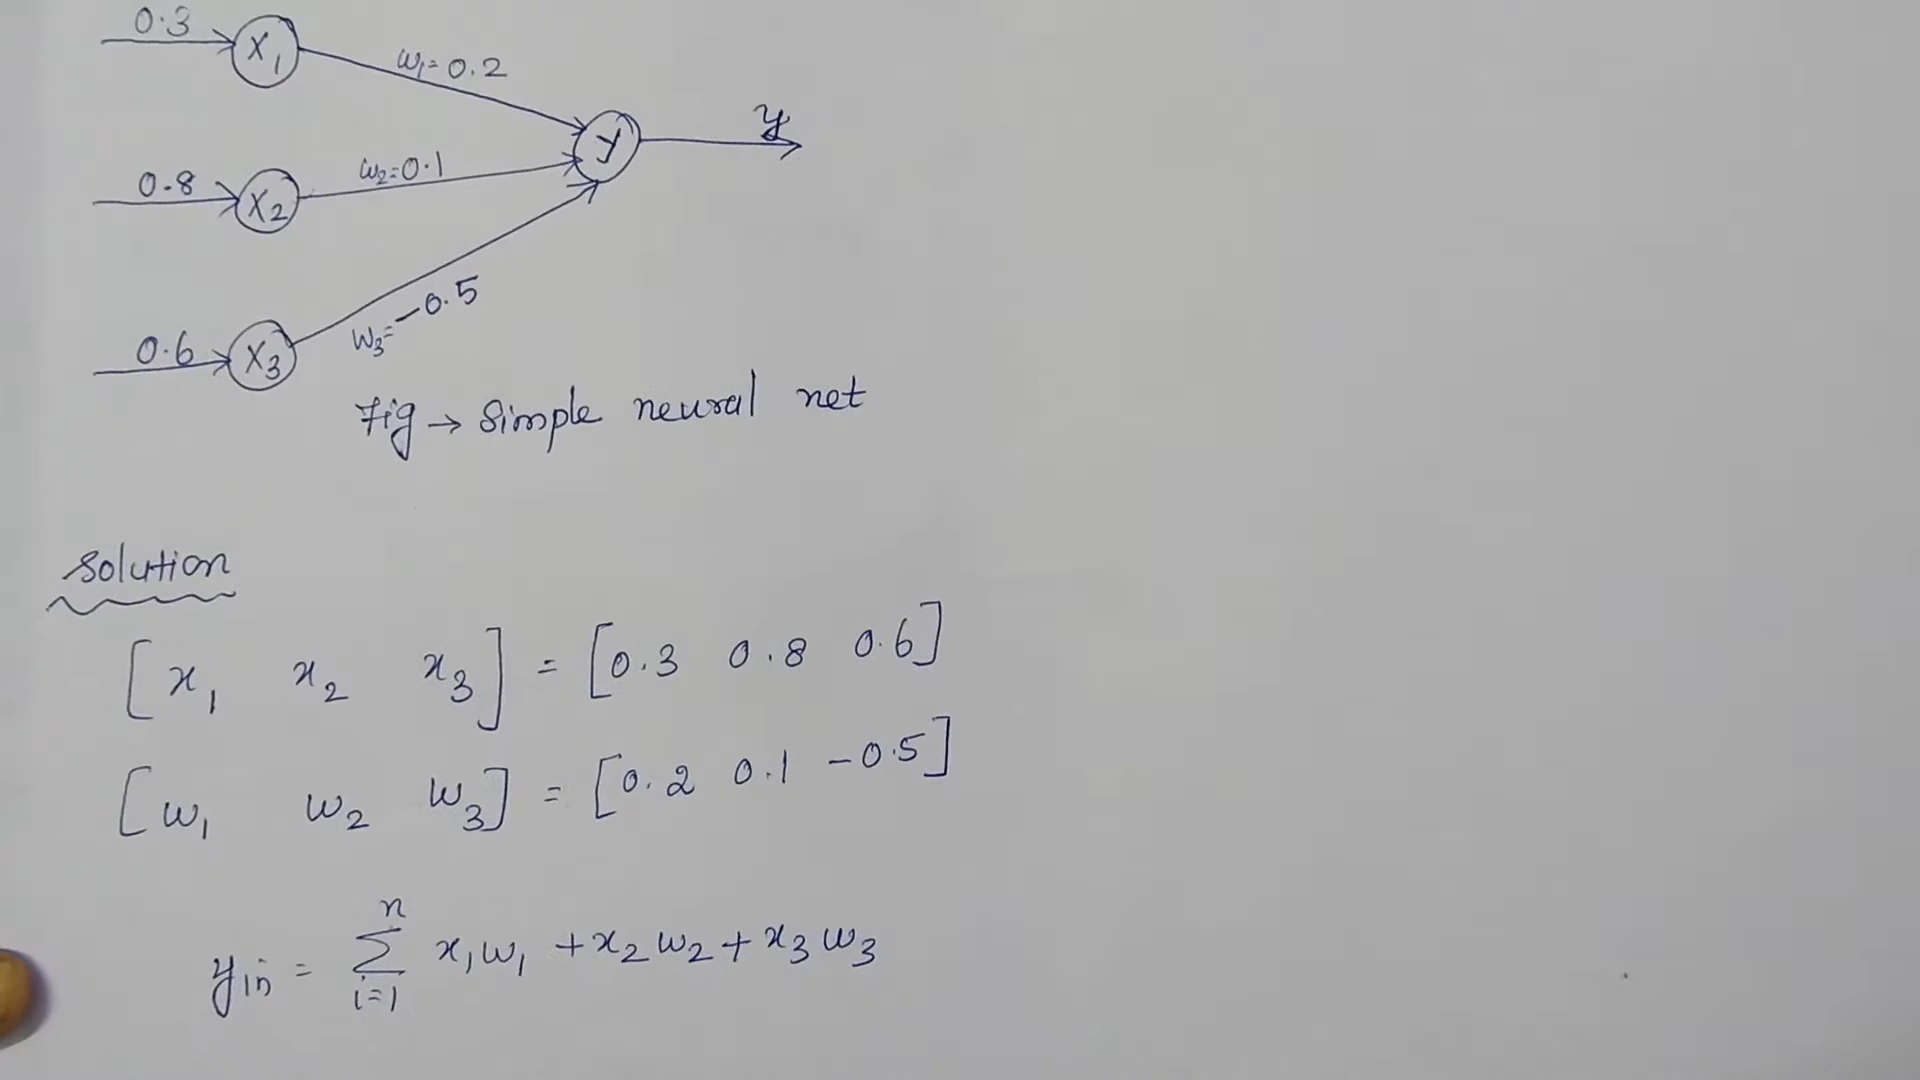 0.3 X1 w1=0.2
y
Y
0.8 X2 w2=0.1
0.6 X3 w3=-0.5
Fig → Simple neural net
Solution
[x1 x2 x3] = [0.3 0.8 0.6]
[w1 w2 w3] = [0.2 0.1 -0.5]
yin = n∑i=1 x1w1 + x2w2 + x3w3